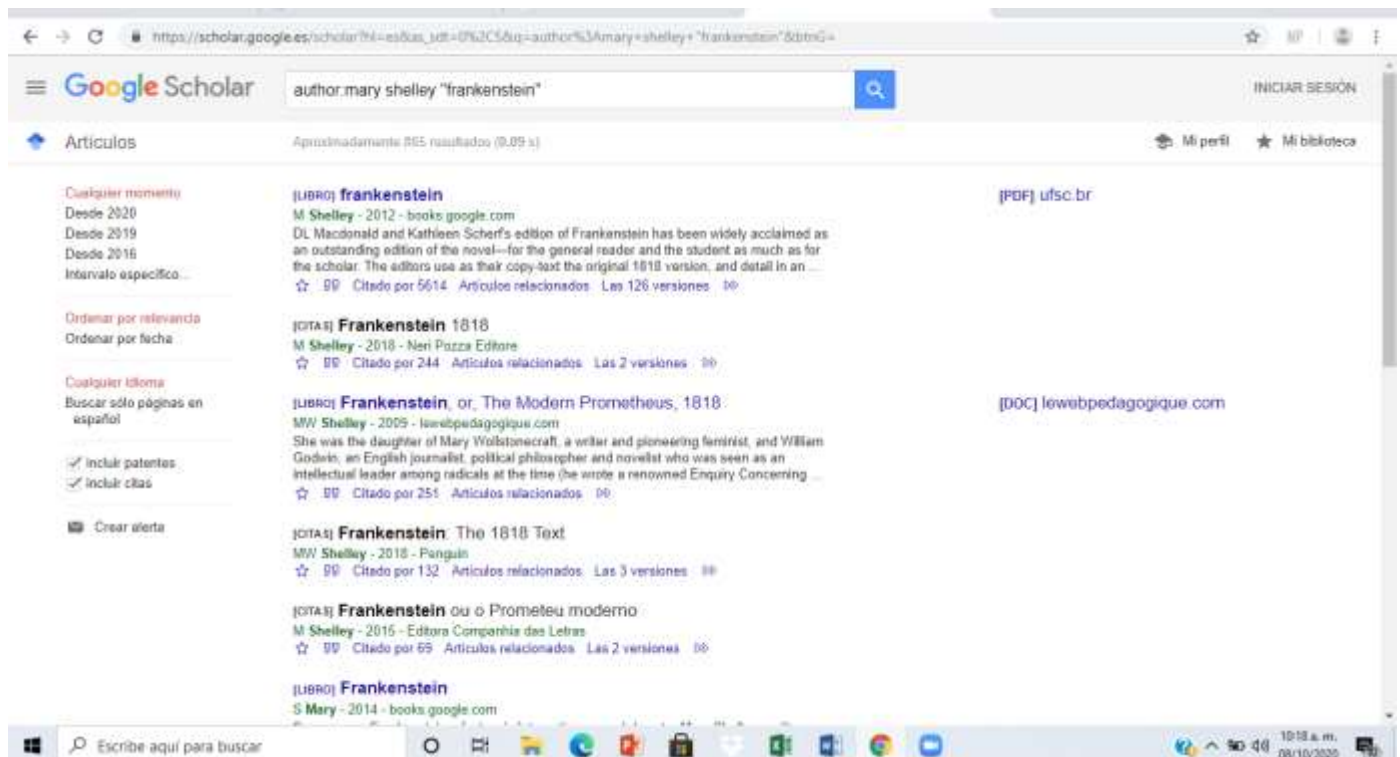 https://scholar.google.es/scholar?hl=es&as_sdt=0%2C5&q=author%3Amary+shelley+"frankenstein"&btnG=
Google Scholar
author:mary shelley "frankenstein"
INICIAR SESIÓN
Artículos
Aproximadamente 865 resultados (0,09 s)
Mi perfil
Mi biblioteca
Cualquier momento
Desde 2020
Desde 2019
Desde 2016
Intervalo específico...
Ordenar por relevancia
Ordenar por fecha
Cualquier idioma
Buscar sólo páginas en
español
incluir patentes
incluir citas
Crear alerta
[LIBRO] frankenstein
M Shelley - 2012 - books.google.com
DL Macdonald and Kathleen Scherf's edition of Frankenstein has been widely acclaimed as
an outstanding edition of the novel—for the general reader and the student as much as for
the scholar. The editors use as their copy-text the original 1818 version, and detail in an ...
Citado por 5614 Artículos relacionados Las 126 versiones
[PDF] ufsc.br
[CITAS] Frankenstein 1818
M Shelley - 2018 - Neri Pozza Editore
Citado por 244 Artículos relacionados Las 2 versiones
[LIBRO] Frankenstein, or, The Modern Prometheus, 1818
MW Shelley - 2009 - lewebpedagogique.com
She was the daughter of Mary Wollstonecraft, a writer and pioneering feminist, and William
Godwin, an English journalist, political philosopher and novelist who was seen as an
intellectual leader among radicals at the time (he wrote a renowned Enquiry Concerning ...
Citado por 251 Artículos relacionados
[DOC] lewebpedagogique.com
[CITAS] Frankenstein: The 1818 Text
MW Shelley - 2018 - Penguin
Citado por 132 Artículos relacionados Las 3 versiones
[CITAS] Frankenstein ou o Prometeu moderno
M Shelley - 2015 - Editora Companhia das Letras
Citado por 69 Artículos relacionados Las 2 versiones
[LIBRO] Frankenstein
S Mary - 2014 - books.google.com
Escribe aquí para buscar
10:18 a. m.
08/10/2020